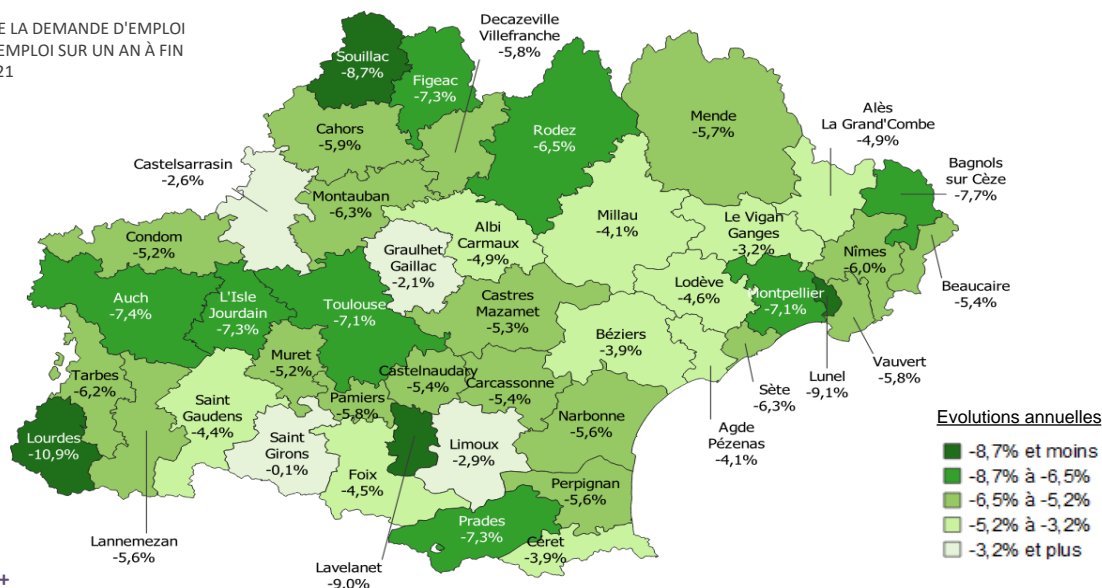 E LA DEMANDE D'EMPLOI
EMPLOI SUR UN AN À FIN
21
Decazeville
Villefranche
-5,8%
Souillac
-8,7%
Figeac
-7,3%
Cahors
-5,9%
Rodez
-6,5%
Mende
-5,7%
Alès
La Grand'Combe
-4,9%
Bagnols
sur Cèze
-7,7%
Castelsarrasin
-2,6%
Montauban
-6,3%
Condom
-5,2%
Graulhet
Gaillac
-2,1%
Albi
Carmaux
-4,9%
Millau
-4,1%
Le Vigan
Ganges
-3,2%
Nîmes
-6,0%
Beaucaire
-5,4%
Auch
-7,4%
L'Isle
Jourdain
-7,3%
Toulouse
-7,1%
Castres
Mazamet
-5,3%
Lodève
-4,6%
Montpellier
-7,1%
Béziers
-3,9%
Muret
-5,2%
Castelnaudary
-5,4%
Carcassonne
-5,4%
Tarbes
-6,2%
Saint
Gaudens
-4,4%
Pamiers
-5,8%
Narbonne
-5,6%
Agde
Pézenas
-4,1%
Sète
-6,3%
Lunel
-9,1%
Vauvert
-5,8%
Lourdes
-10,9%
Saint
Girons
-0,1%
Foix
-4,5%
Limoux
-2,9%
Perpignan
-5,6%
Prades
-7,3%
Céret
-3,9%
Lannemezan
-5,6%
Lavelanet
-9,0%
Evolutions annuelles
-8,7% et moins
-8,7% à -6,5%
-6,5% à -5,2%
-5,2% à -3,2%
-3,2% et plus
+